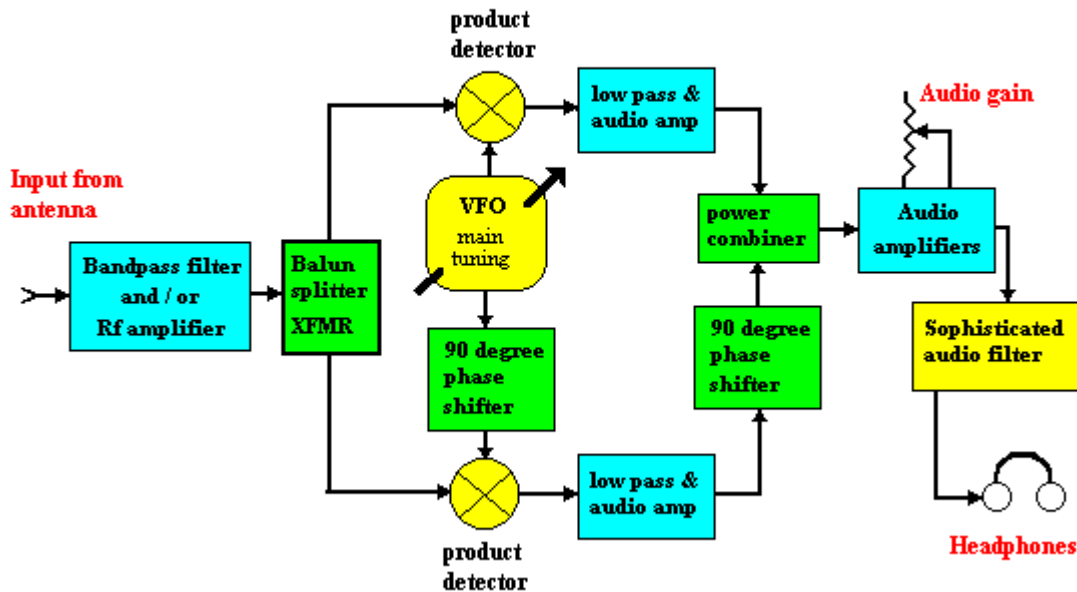 product
detector
low pass &
audio amp
Audio gain
Input from
antenna
VFO
main
tuning
power
combiner
Audio
amplifiers
Bandpass filter
and / or
Rf amplifier
Balun
splitter
XFMR
90 degree
phase
shifter
90 degree
phase
shifter
Sophisticated
audio filter
low pass &
audio amp
product
detector
Headphones